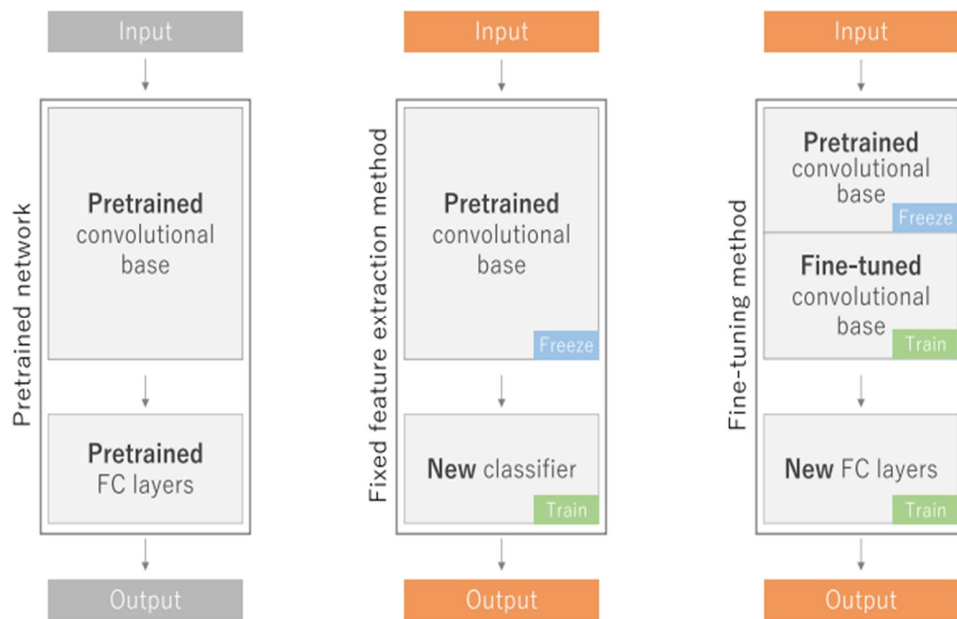 Pretrained network
Input
Pretrained
convolutional
base
Pretrained
FC layers
Output
Fixed feature extraction method
Input
Pretrained
convolutional
base
Freeze
New classifier
Train
Output
Fine-tuning method
Input
Pretrained
convolutional
base
Freeze
Fine-tuned
convolutional
base
Train
New FC layers
Train
Output